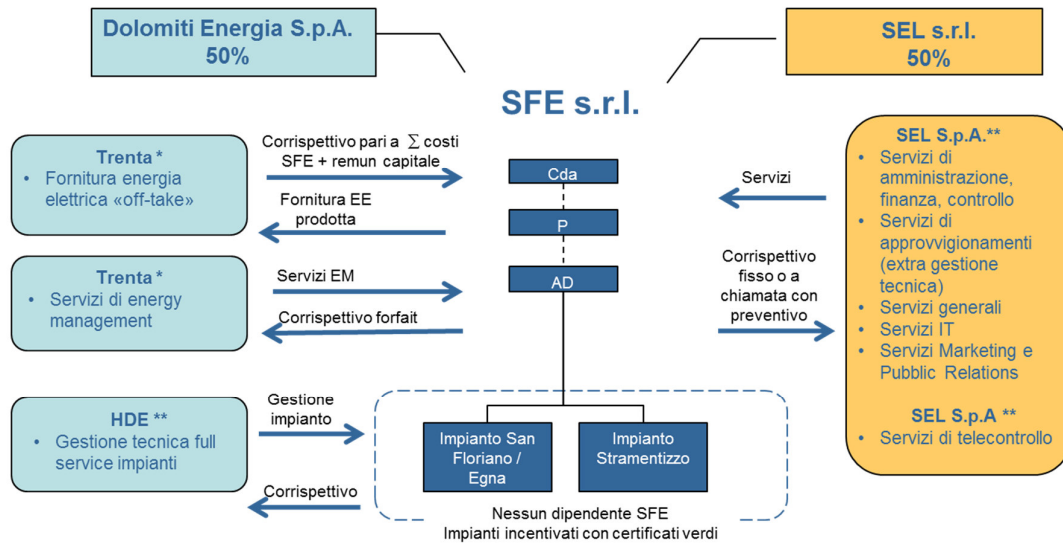 Dolomiti Energia S.p.A.
50%
SEL s.r.l.
50%
SFE s.r.l.
Trenta *
• Fornitura energia
elettrica «off-take»
Corrispettivo pari a ∑ costi
SFE + remun capitale
Fornitura EE
prodotta
Trenta *
• Servizi di energy
management
Servizi EM
Corrispettivo forfait
HDE **
• Gestione tecnica full
service impianti
Gestione
impianto
Corrispettivo
Cda
P
AD
Impianto San
Floriano /
Egna
Impianto
Stramentizzo
Nessun dipendente SFE
Impianti incentivati con certificati verdi
Servizi
Corrispettivo
fisso o a
chiamata con
preventivo
SEL S.p.A.**
• Servizi di
amministrazione,
finanza, controllo
• Servizi di
approvvigionamenti
(extra gestione
tecnica)
• Servizi generali
• Servizi IT
• Servizi Marketing e
Pubblic Relations
SEL S.p.A **
• Servizi di telecontrollo